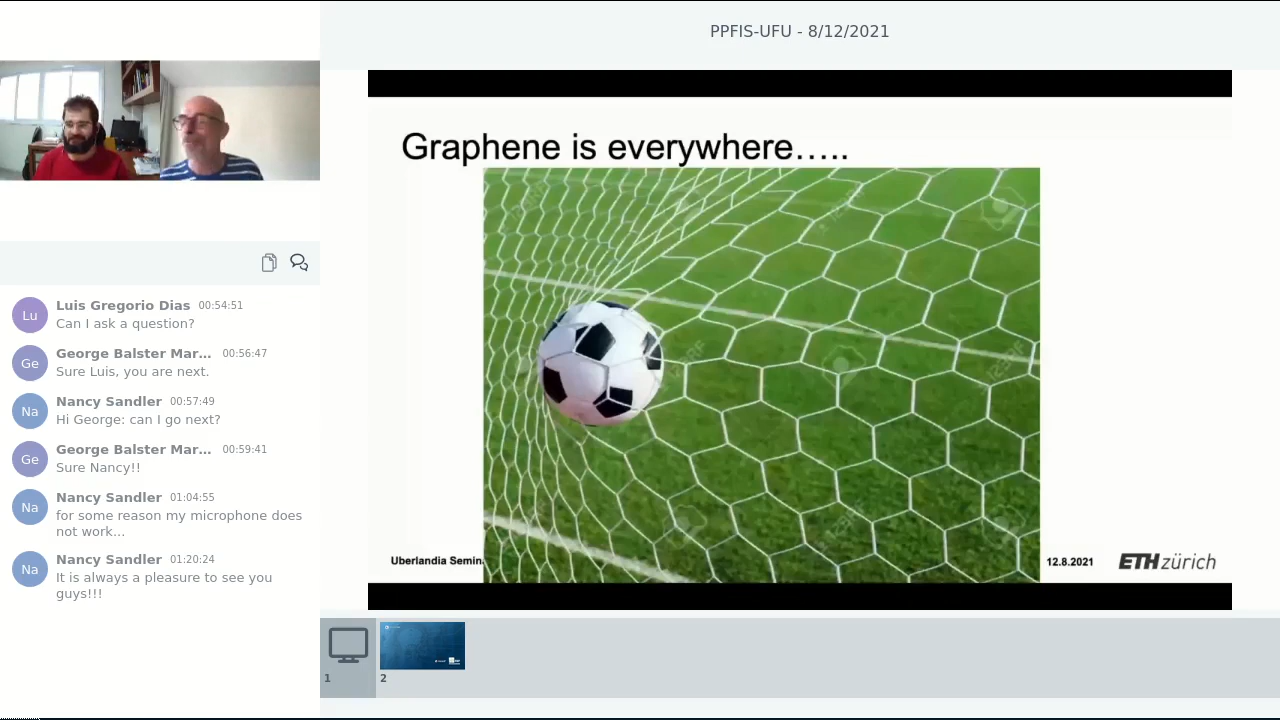 PPFIS-UFU - 8/12/2021
Graphene is everywhere.....
Uberlandia Semin
12.8.2021
ETH zürich
Lu
Luis Gregorio Dias 00:54:51
Can I ask a question?
Ge
George Balster Mar... 00:56:47
Sure Luis, you are next.
Na
Nancy Sandler 00:57:49
Hi George: can I go next?
Ge
George Balster Mar... 00:59:41
Sure Nancy!!
Na
Nancy Sandler 01:04:55
for some reason my microphone does
not work...
Na
Nancy Sandler 01:20:24
It is always a pleasure to see you
guys!!!
1
2